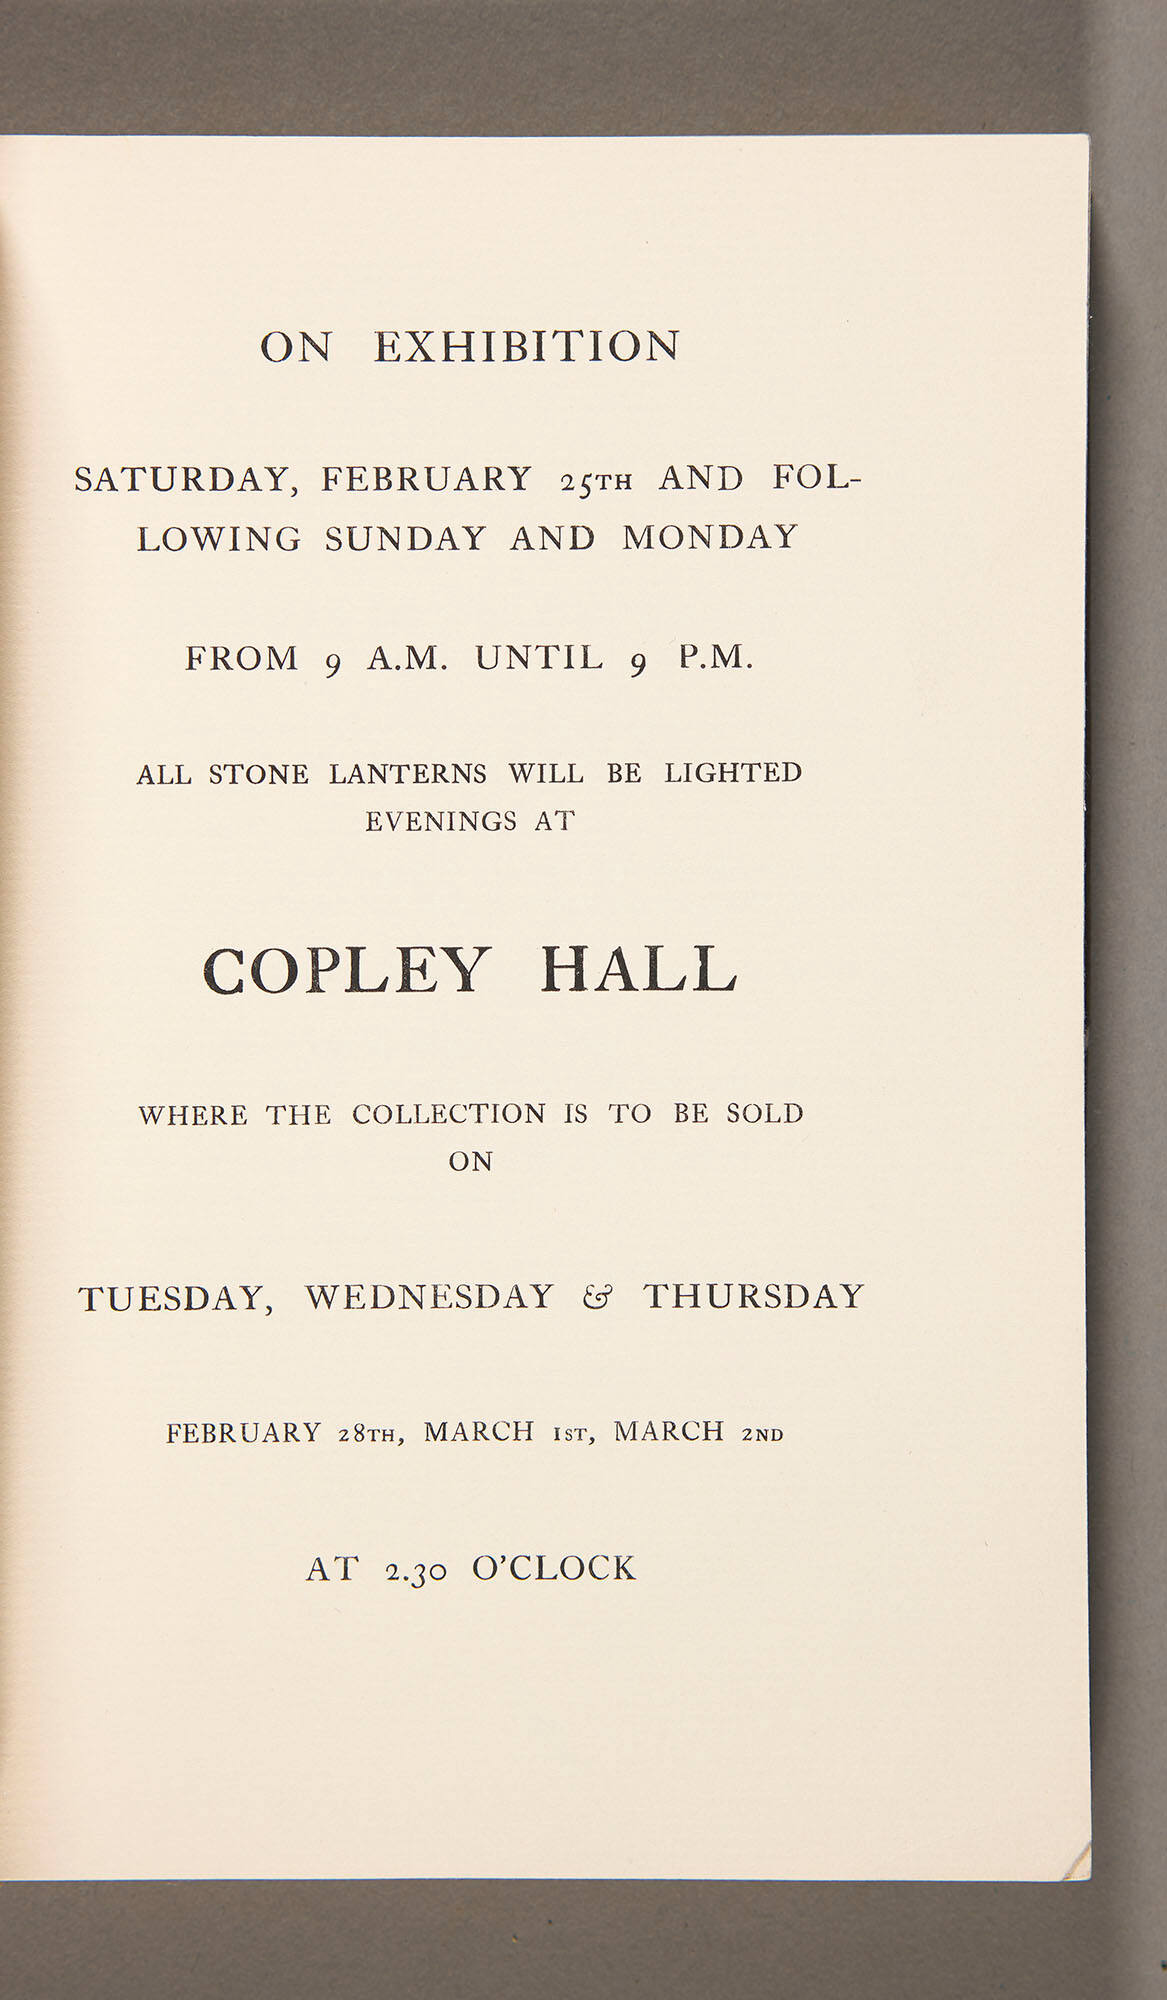 ON EXHIBITION
SATURDAY, FEBRUARY 25TH AND FOL-
LOWING SUNDAY AND MONDAY
FROM 9 A.M. UNTIL 9 P.M.
ALL STONE LANTERNS WILL BE LIGHTED
EVENINGS AT
COPLEY HALL
WHERE THE COLLECTION IS TO BE SOLD
ON
TUESDAY, WEDNESDAY & THURSDAY
FEBRUARY 28TH, MARCH 1ST, MARCH 2ND
AT 2.30 O'CLOCK